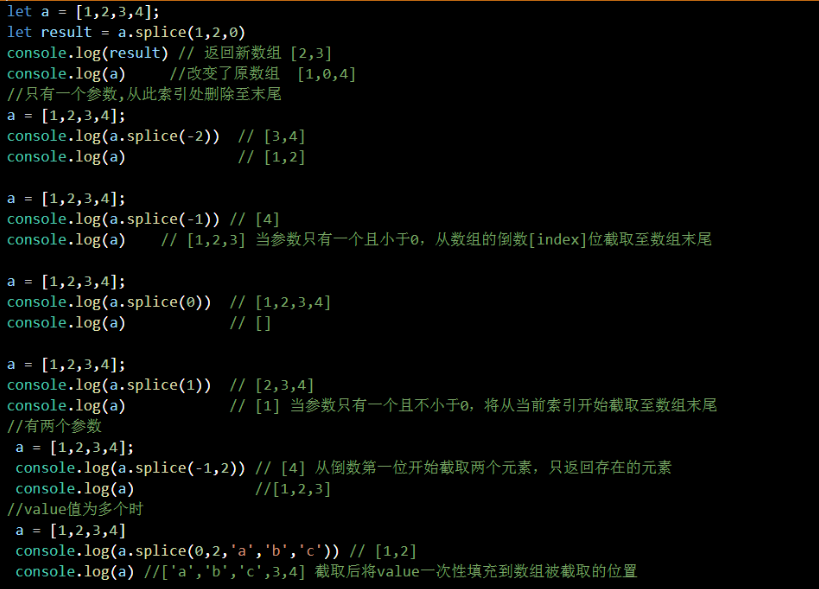 let a = [1,2,3,4];
let result = a.splice(1,2,0)
console.log(result) // 返回新数组 [2,3]
console.log(a)     //改变了原数组  [1,0,4]
//只有一个参数,从此索引处删除至末尾
a = [1,2,3,4];
console.log(a.splice(-2))  // [3,4]
console.log(a)             // [1,2]
a = [1,2,3,4];
console.log(a.splice(-1)) // [4]
console.log(a)    // [1,2,3] 当参数只有一个且小于0，从数组的倒数[index]位截取至数组末尾
a = [1,2,3,4];
console.log(a.splice(0))  // [1,2,3,4]
console.log(a)            // []
a = [1,2,3,4];
console.log(a.splice(1))  // [2,3,4]
console.log(a)            // [1] 当参数只有一个且不小于0，将从当前索引开始截取至数组末尾
//有两个参数
a = [1,2,3,4];
console.log(a.splice(-1,2)) // [4] 从倒数第一位开始截取两个元素，只返回存在的元素
console.log(a)              //[1,2,3]
//value值为多个时
a = [1,2,3,4]
console.log(a.splice(0,2,'a','b','c')) // [1,2]
console.log(a) //['a','b','c',3,4] 截取后将value一次性填充到数组被截取的位置